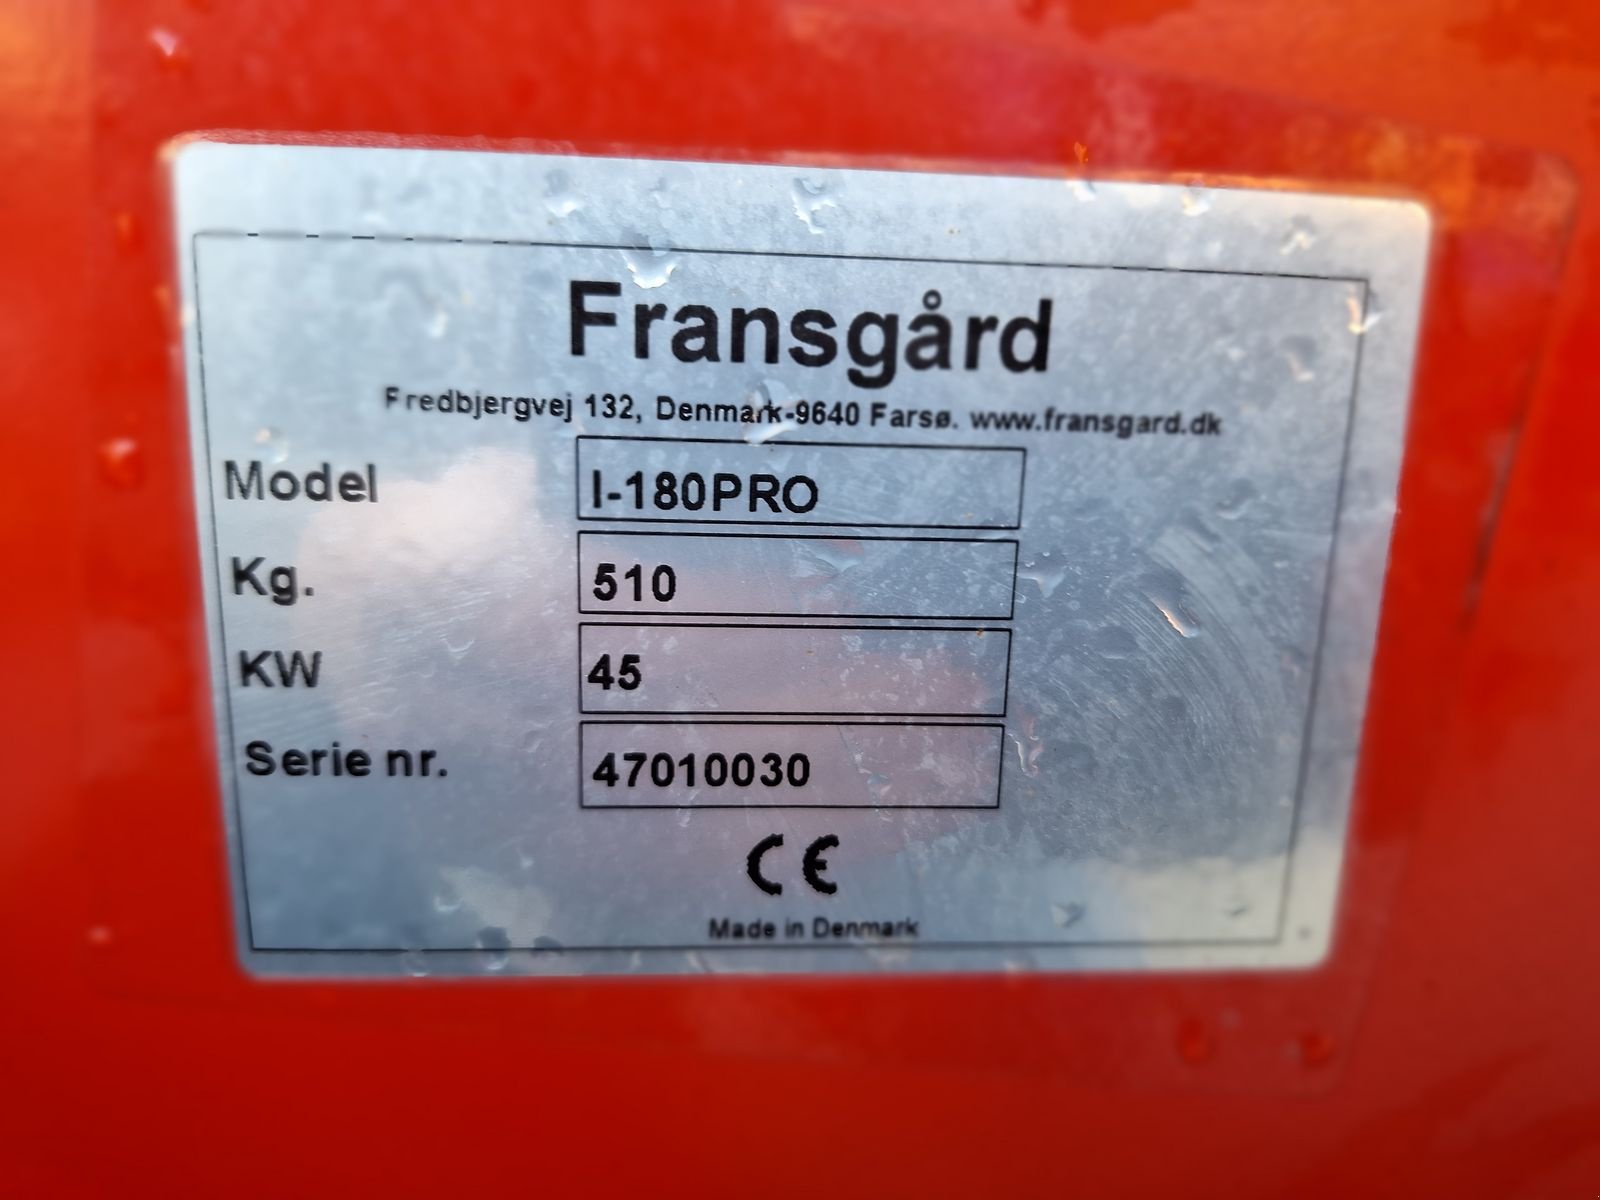 Fransgård
Fredbjergvej 132, Denmark-9640 Farsø. www.fransgard.dk
Model I-180PRO
Kg. 510
KW 45
Serie nr. 47010030
CE
Made in Denmark